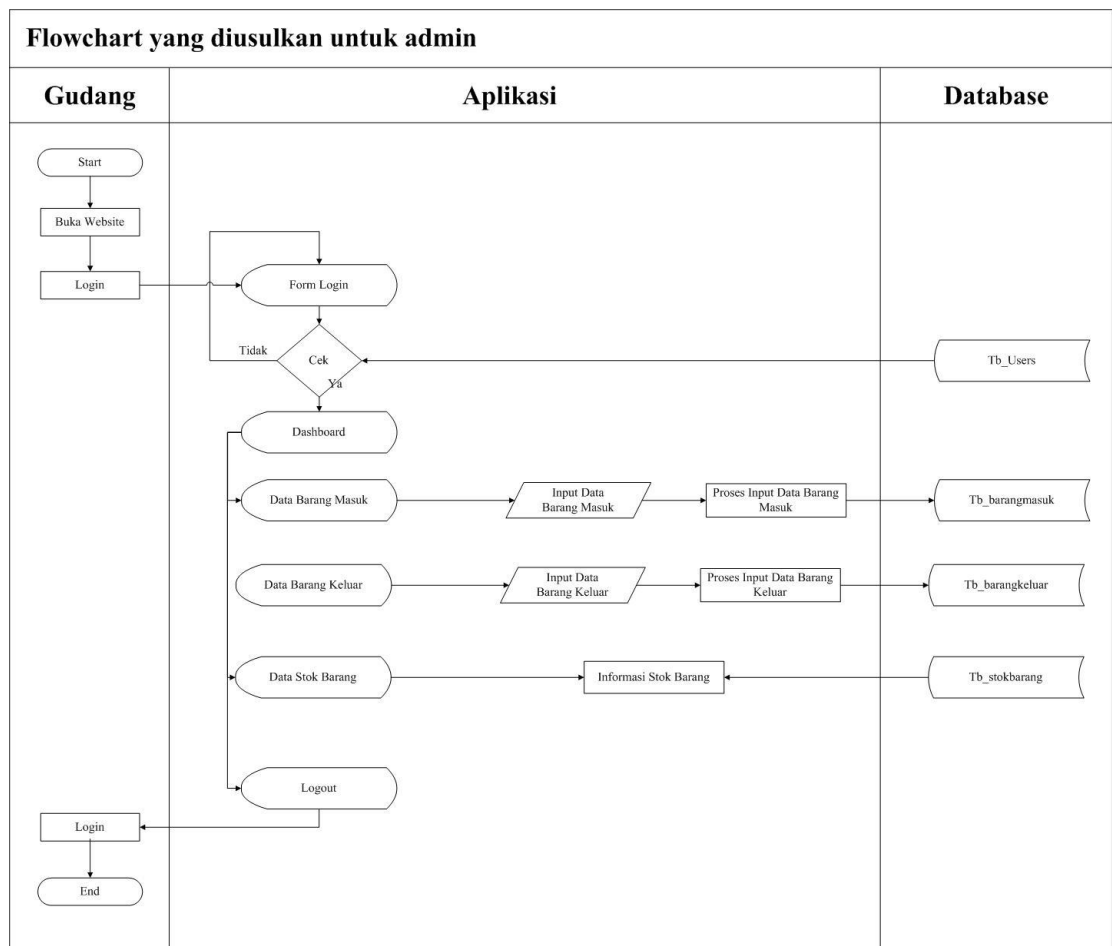 Flowchart yang diusulkan untuk admin
Gudang
Aplikasi
Database
Start
Buka Website
Login
Form Login
Tidak
Cek
Ya
Tb_Users
Dashboard
Data Barang Masuk
Input Data
Barang Masuk
Proses Input Data Barang
Masuk
Tb_barangmasuk
Data Barang Keluar
Input Data
Barang Keluar
Proses Input Data Barang
Keluar
Tb_barangkeluar
Data Stok Barang
Informasi Stok Barang
Tb_stokbarang
Logout
Login
End